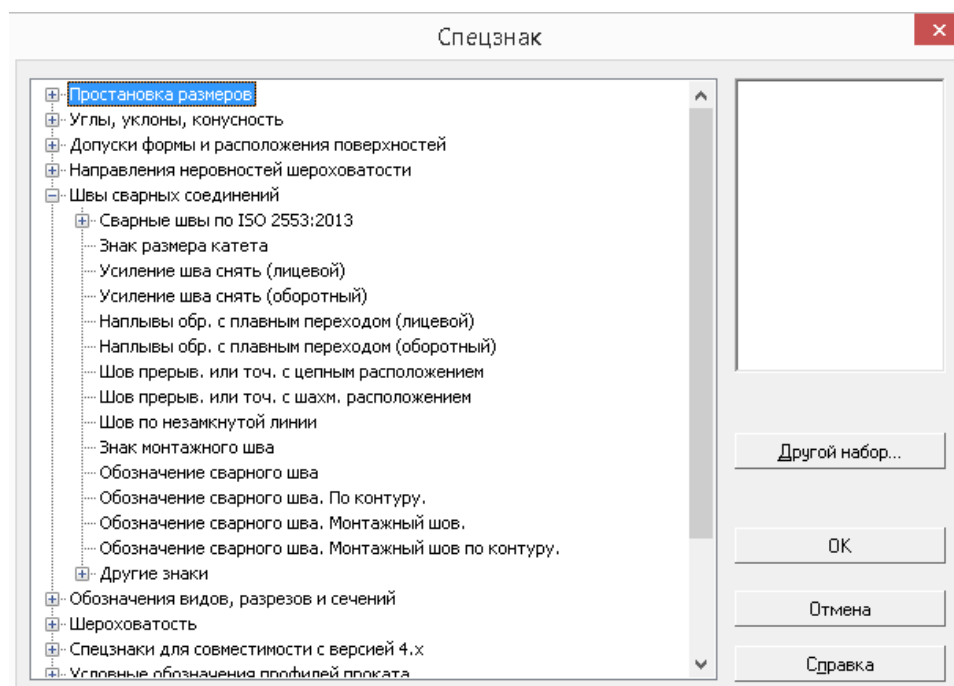 Спецзнак
Простановка размеров
Углы, уклоны, конусность
Допуски формы и расположения поверхностей
Направления неровностей шероховатости
Швы сварных соединений
Сварные швы по ISO 2553:2013
Знак размера катета
Усиление шва снять (лицевой)
Усиление шва снять (оборотный)
Наплывы обр. с плавным переходом (лицевой)
Наплывы обр. с плавным переходом (оборотный)
Шов прерыв. или точ. с цепным расположением
Шов прерыв. или точ. с шахм. расположением
Шов по незамкнутой линии
Знак монтажного шва
Обозначение сварного шва
Обозначение сварного шва. По контуру.
Обозначение сварного шва. Монтажный шов.
Обозначение сварного шва. Монтажный шов по контуру.
Другие знаки
Обозначения видов, разрезов и сечений
Шероховатость
Спецзнаки для совместимости с версией 4.x
Условные обозначения профилей проката
Другой набор...
OK
Отмена
Справка